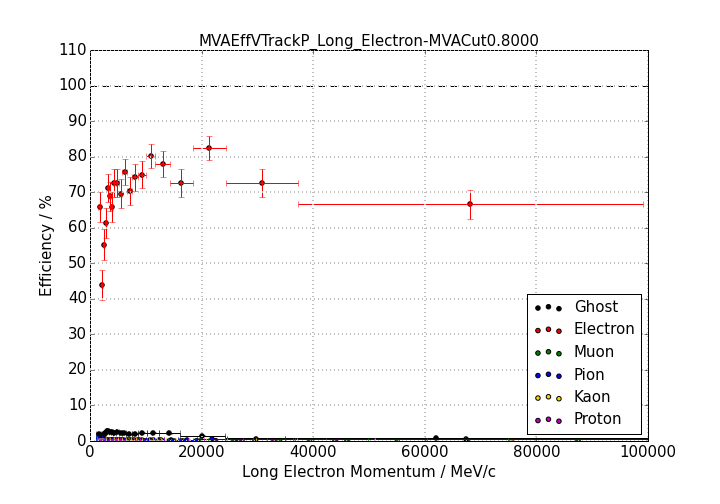 MVAEffVTrackP_Long_Electron-MVACut0.8000
110
100
90
80
70
60
50
40
30
20
10
0
Efficiency / %
Ghost
Electron
Muon
Pion
Kaon
Proton
0 20000 40000 60000 80000 100000
Long Electron Momentum / MeV/c